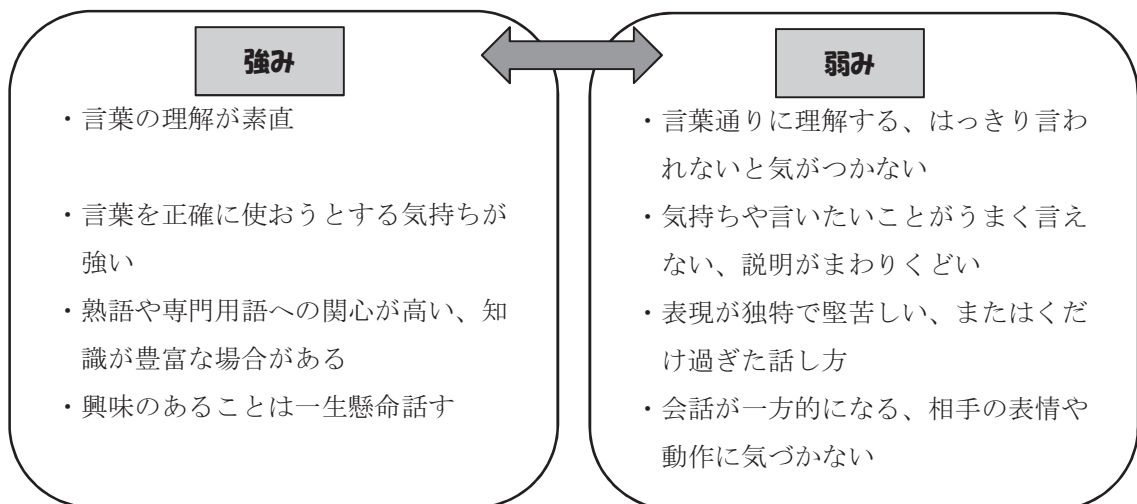 強み
・言葉の理解が素直
・言葉を正確に使おうとする気持ちが
強い
・熟語や専門用語への関心が高い、知
識が豊富な場合がある
・興味のあることは一生懸命話す
弱み
・言葉通りに理解する、はっきり言わ
れないと気がつかない
・気持ちや言いたいことがうまく言え
ない、説明がまわりくどい
・表現が独特で堅苦しい、またはくだ
け過ぎた話し方
・会話が一方的になる、相手の表情や
動作に気づかない